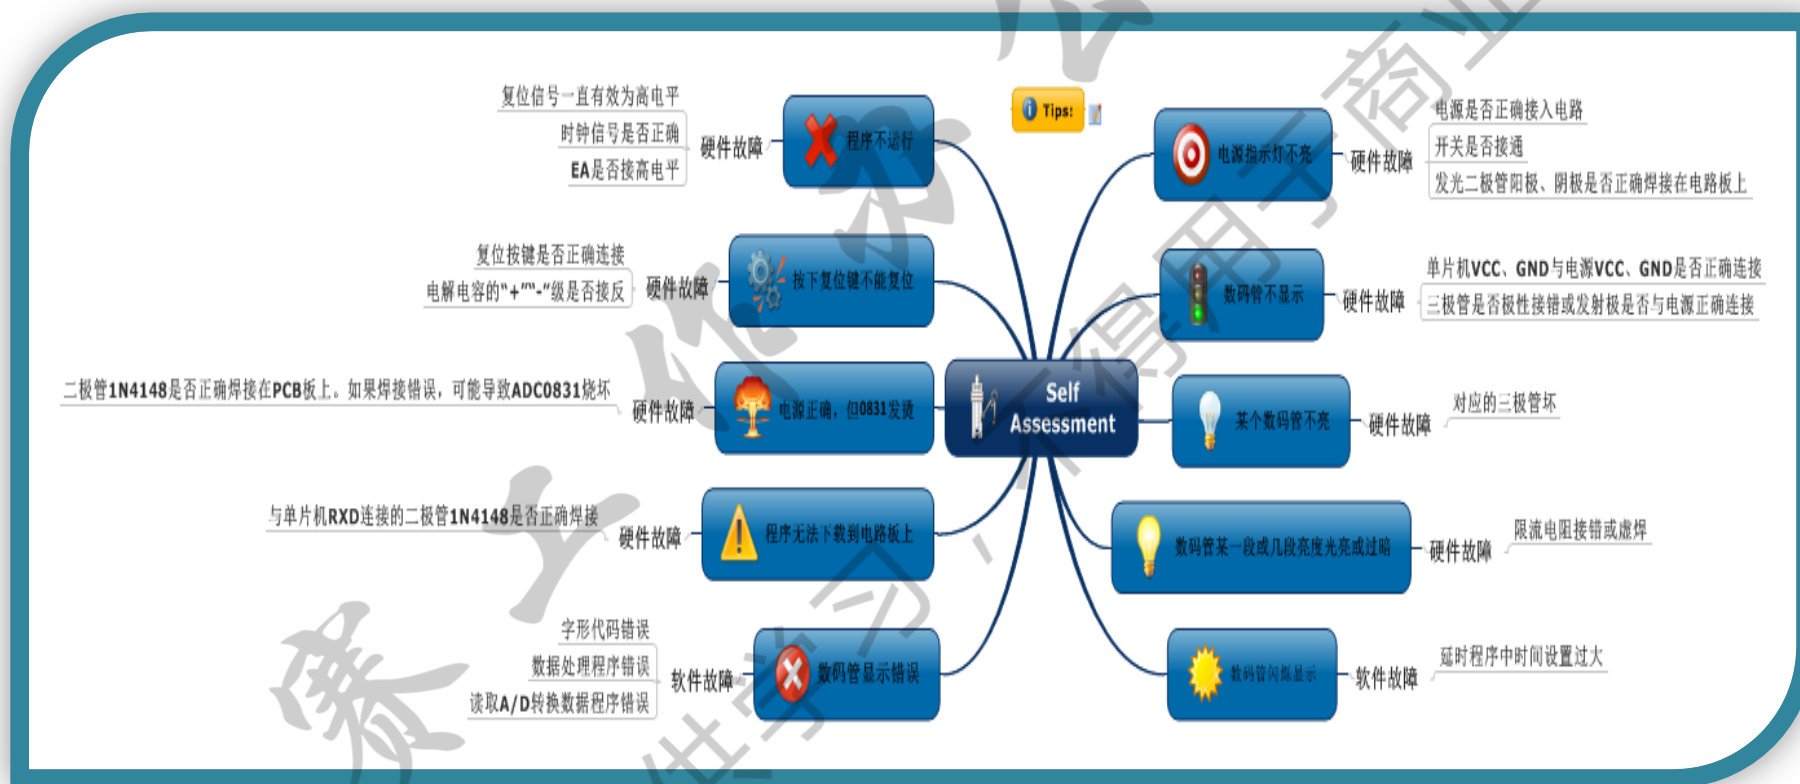 Tips:
复位信号一直有效为高电平
时钟信号是否正确
EA是否接高电平
硬件故障
程序不运行
复位按键是否正确连接
电解电容的“+”“-”级是否接反
硬件故障
按下复位键不能复位
二极管1N4148是否正确焊接在PCB板上。如果焊接错误，可能导致ADC0831烧坏
硬件故障
电源正确，但0831发烫
与单片机RXD连接的二极管1N4148是否正确焊接
硬件故障
程序无法下载到电路板上
字形代码错误
数据处理程序错误
读取A/D转换数据程序错误
软件故障
数码管显示错误
Self
Assessment
电源指示灯不亮
硬件故障
电源是否正确接入电路
开关是否接通
发光二极管阳极、阴极是否正确焊接在电路板上
数码管不显示
硬件故障
单片机VCC、GND与电源VCC、GND是否正确连接
三极管是否极性接错或发射极是否与电源正确连接
某个数码管不亮
硬件故障
对应的三极管坏
数码管某一段或几段亮度光亮或过暗
硬件故障
限流电阻接错或虚焊
数码管闪烁显示
软件故障
延时程序中时间设置过大
赛上作办公
供学习，不得用于商业